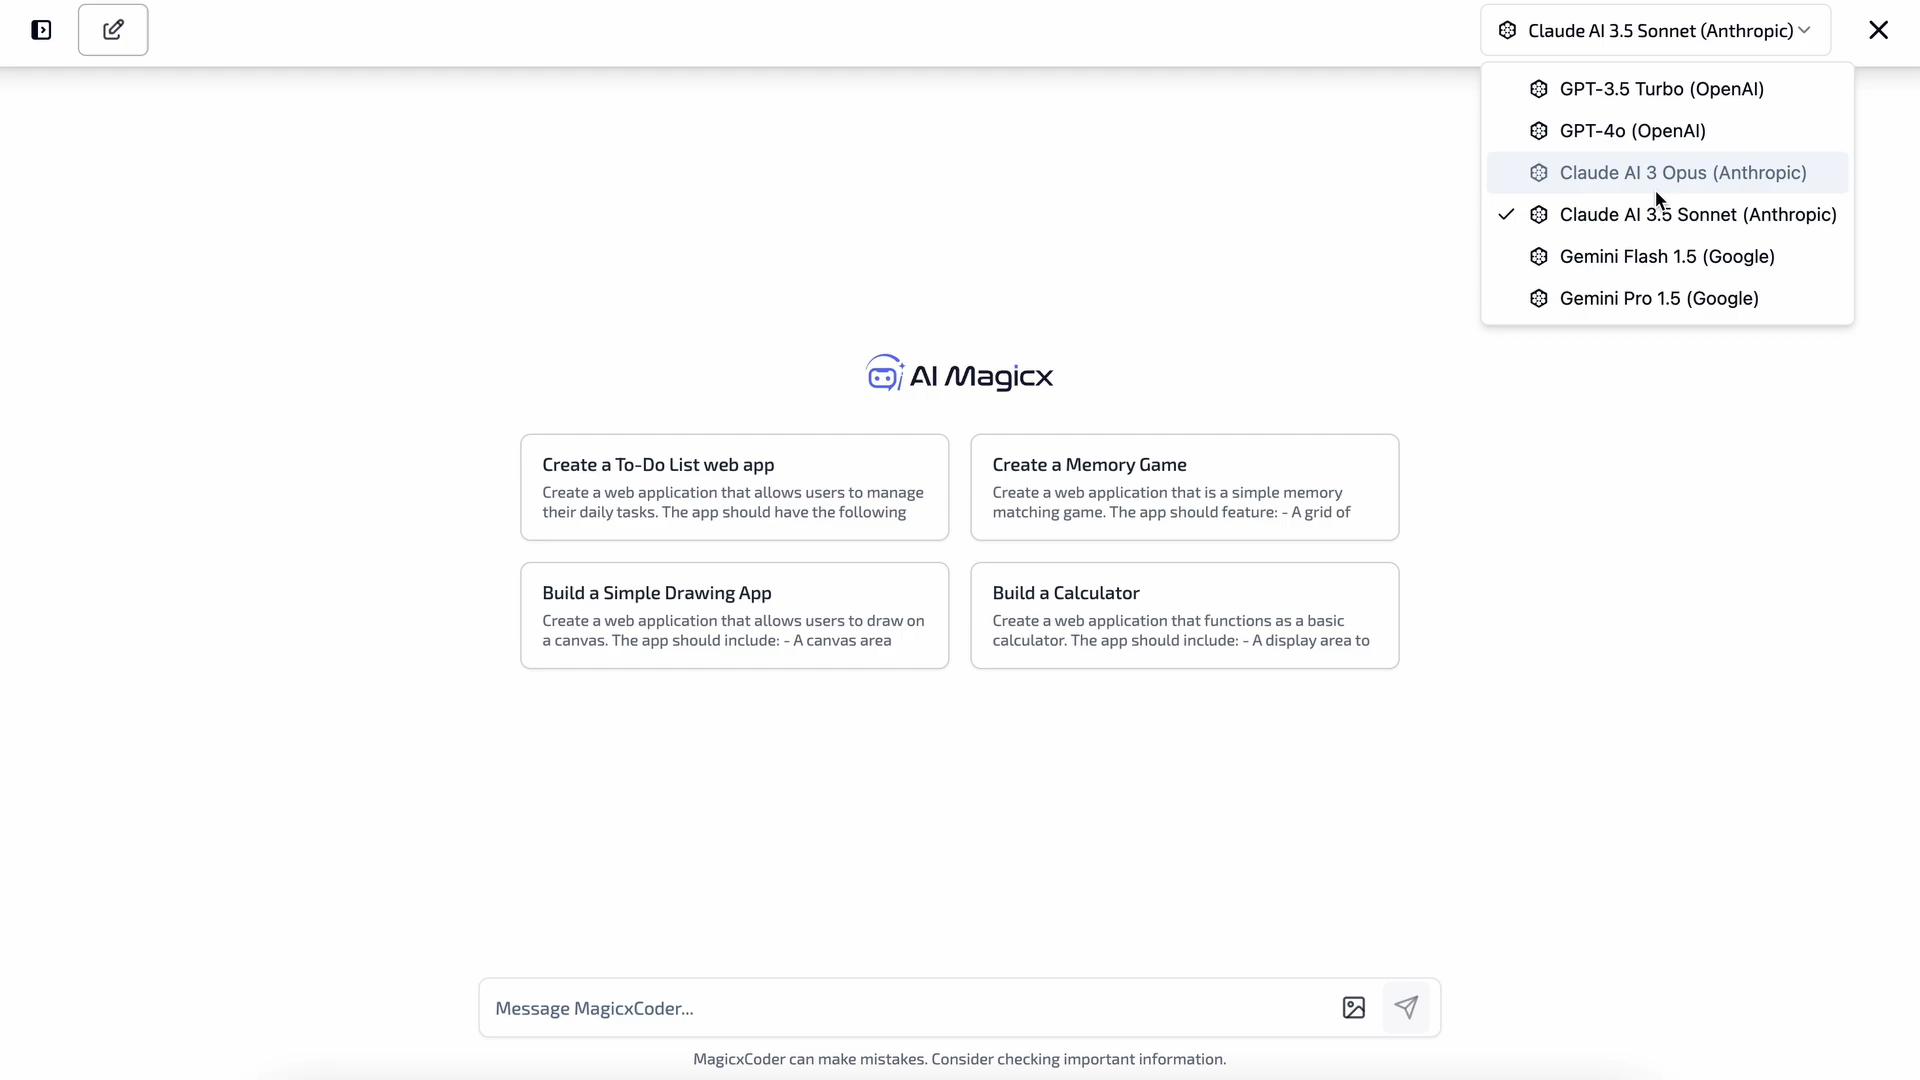 Claude AI 3.5 Sonnet (Anthropic)
GPT-3.5 Turbo (OpenAI)
GPT-4o (OpenAI)
Claude AI 3 Opus (Anthropic)
Claude AI 3.5 Sonnet (Anthropic)
Gemini Flash 1.5 (Google)
Gemini Pro 1.5 (Google)
AI Magicx
Create a To-Do List web app
Create a web application that allows users to manage
their daily tasks. The app should have the following
Create a Memory Game
Create a web application that is a simple memory
matching game. The app should feature: - A grid of
Build a Simple Drawing App
Create a web application that allows users to draw on
a canvas. The app should include: - A canvas area
Build a Calculator
Create a web application that functions as a basic
calculator. The app should include: - A display area to
Message MagicxCoder...
MagicxCoder can make mistakes. Consider checking important information.